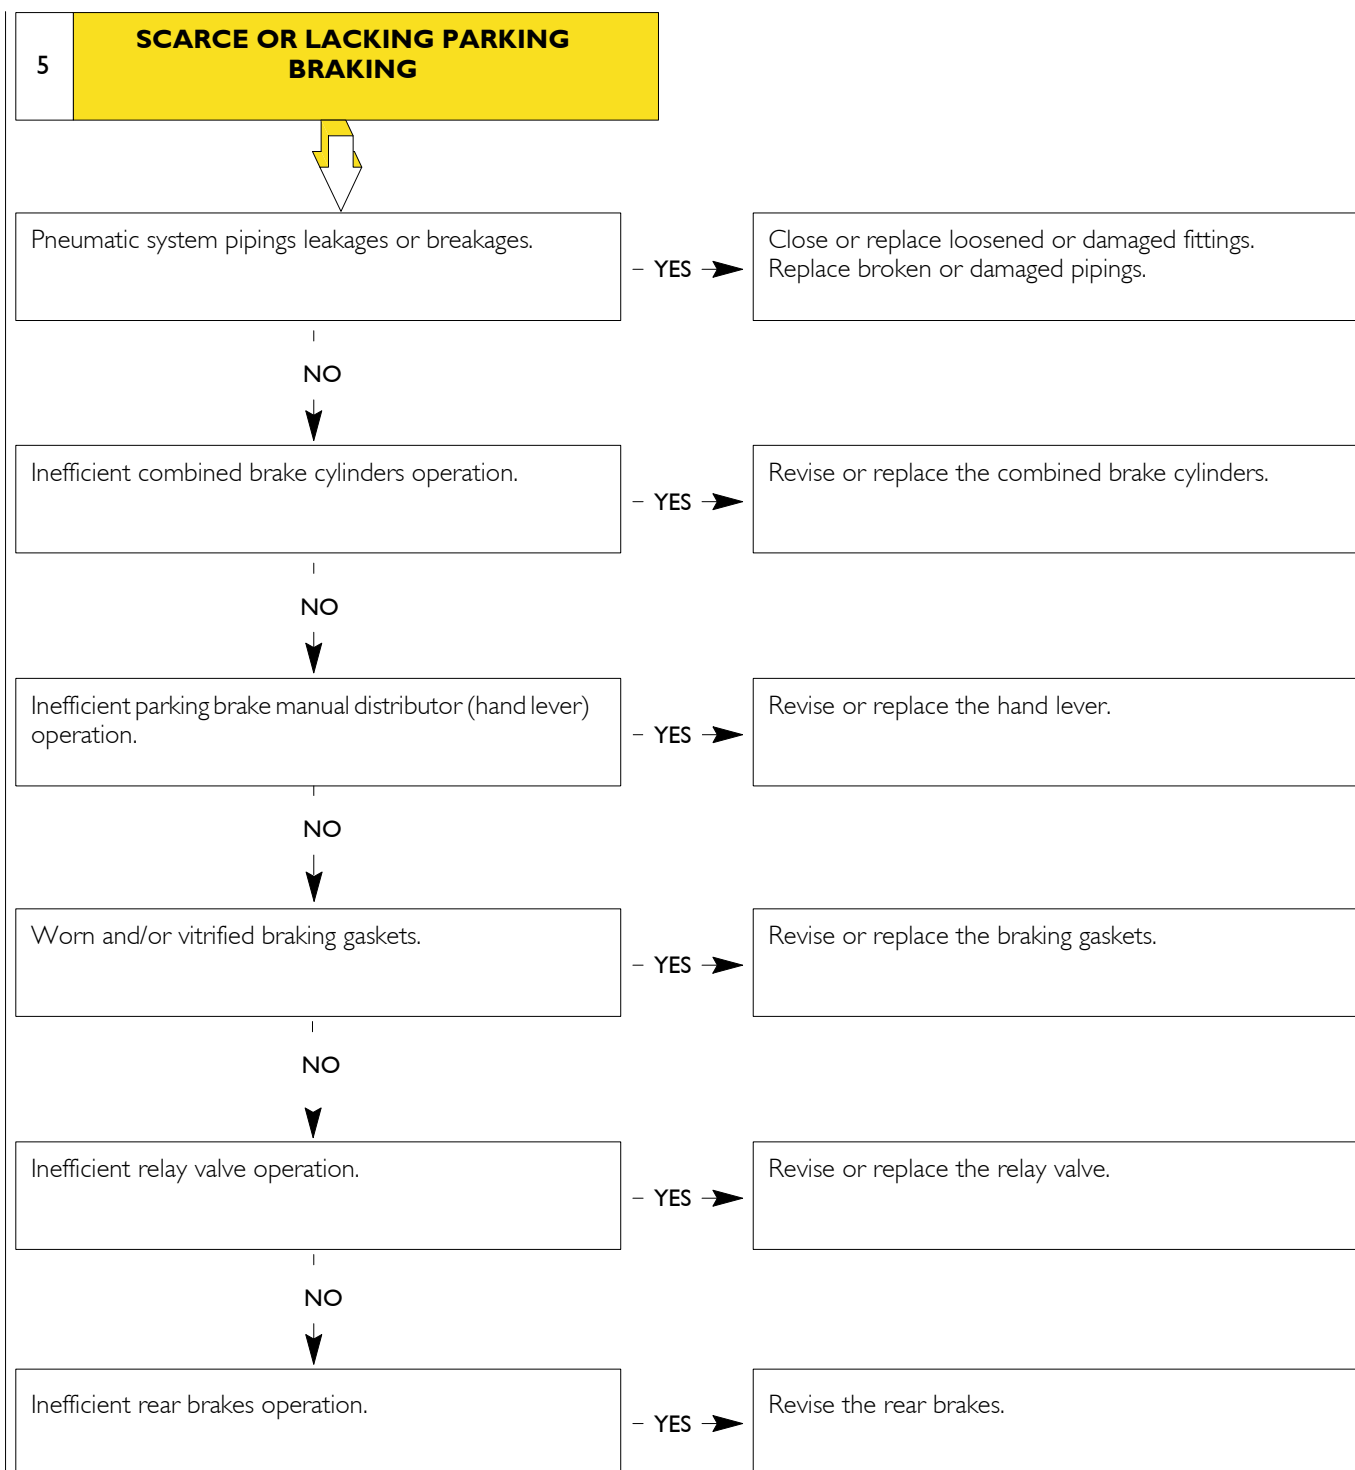 5
SCARCE OR LACKING PARKING
BRAKING
Pneumatic system pipings leakages or breakages.
YES
Close or replace loosened or damaged fittings.
Replace broken or damaged pipings.
NO
Inefficient combined brake cylinders operation.
YES
Revise or replace the combined brake cylinders.
NO
Inefficient parking brake manual distributor (hand lever)
operation.
YES
Revise or replace the hand lever.
NO
Worn and/or vitrified braking gaskets.
YES
Revise or replace the braking gaskets.
NO
Inefficient relay valve operation.
YES
Revise or replace the relay valve.
NO
Inefficient rear brakes operation.
YES
Revise the rear brakes.